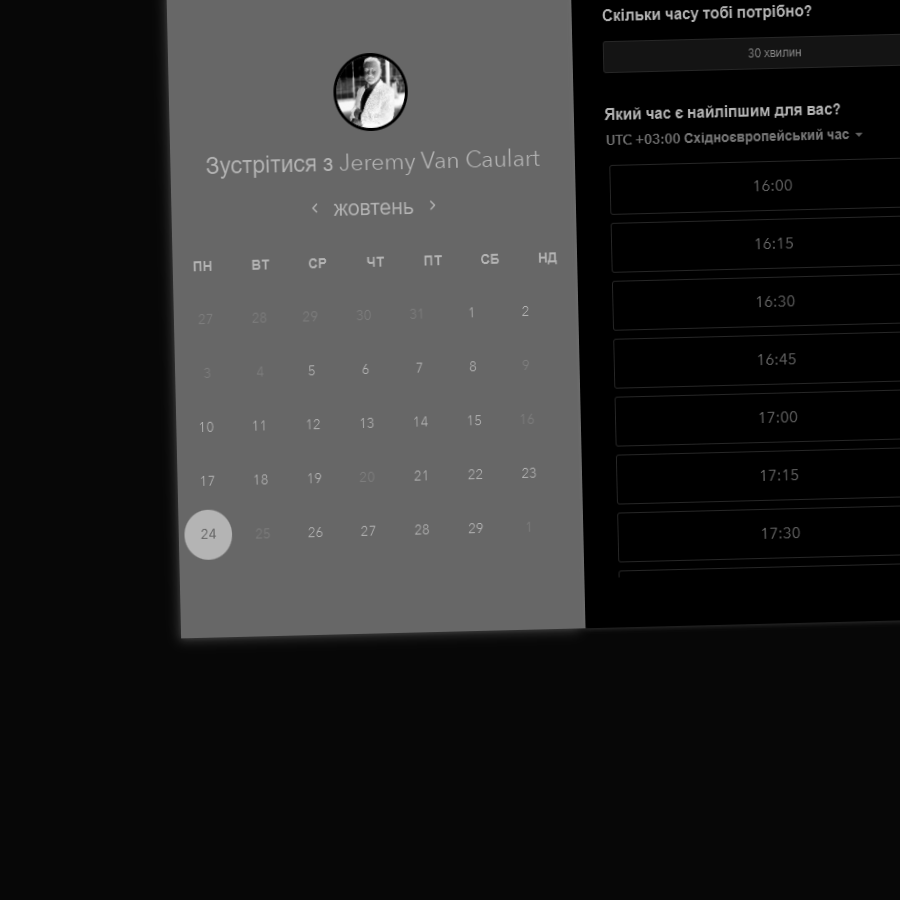 Зустрітися з Jeremy Van Caulart
жовтень
ПН ВТ СР ЧТ ПТ СБ НД
27 28 29 30 31 1 2
3 4 5 6 7 8 9
10 11 12 13 14 15 16
17 18 19 20 21 22 23
24 25 26 27 28 29 1
Скільки часу тобі потрібно?
30 хвилин
Який час є найліпшим для вас?
UTC +03:00 Східноєвропейський час
16:00
16:15
16:30
16:45
17:00
17:15
17:30